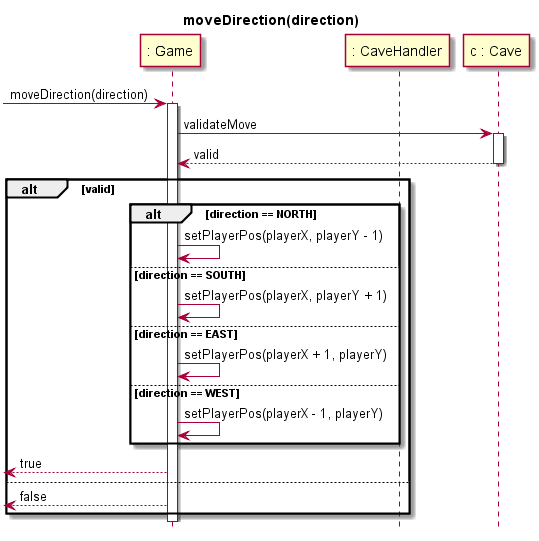 moveDirection(direction)
: Game
: CaveHandler
c : Cave
moveDirection(direction)
validateMove
valid
alt [valid]
alt [direction == NORTH]
setPlayerPos(playerX, playerY - 1)
[direction == SOUTH]
setPlayerPos(playerX, playerY + 1)
[direction == EAST]
setPlayerPos(playerX + 1, playerY)
[direction == WEST]
setPlayerPos(playerX - 1, playerY)
true
false